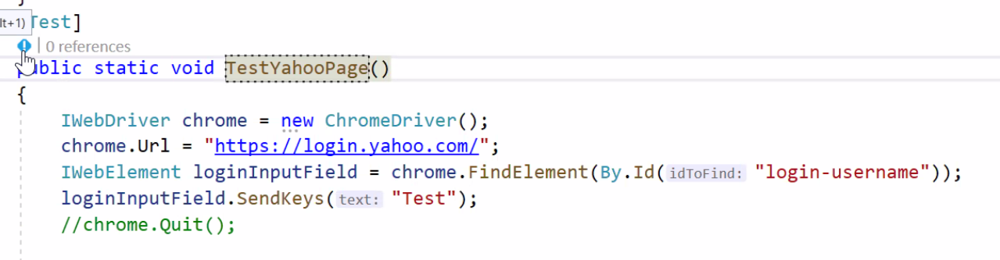 }
lt+1) Test]
| 0 references
public static void TestYahooPage()
{
IWebDriver chrome = new ChromeDriver();
chrome.Url = "https://login.yahoo.com/";
IWebElement loginInputField = chrome.FindElement(By.Id(idToFind: "login-username"));
loginInputField.SendKeys(text: "Test");
//chrome.Quit();